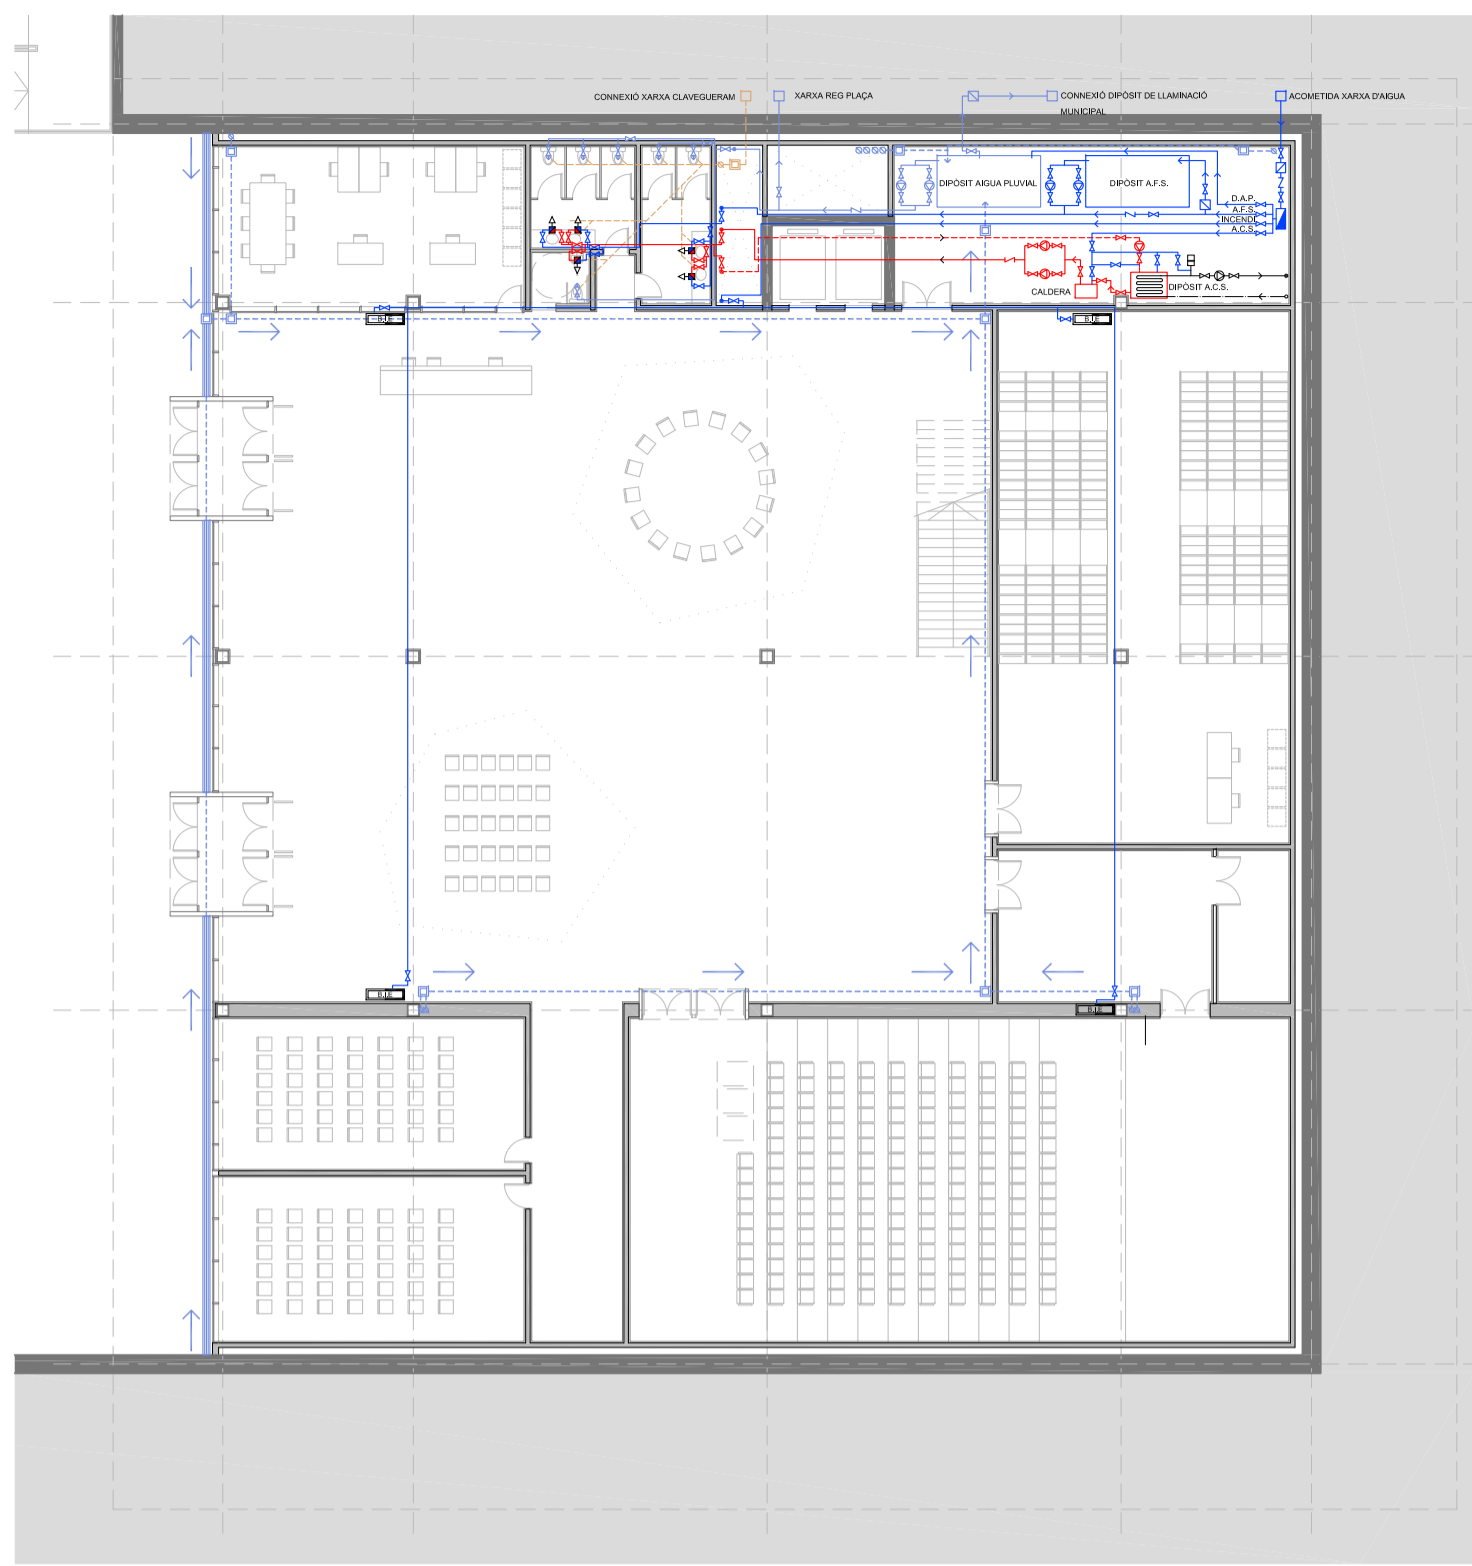 CONNEXIÓ XARXA CLAVEGUERAM
XARXA REG PLAÇA
CONNEXIÓ DIPÒSIT DE LLAMINACIÓ
MUNICIPAL
ACOMETIDA XARXA D'AIGUA
DIPÒSIT AIGUA PLUVIAL
DIPÒSIT A.F.S.
D.A.P.
A.F.S.
INCENDI
A.C.S.
CALDERA
DIPÒSIT A.C.S.
B.I.E
B.I.E
B.I.E
B.I.E